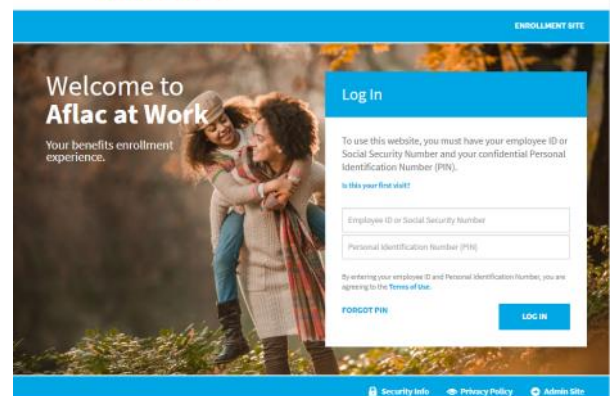 ENROLLMENT SITE
Welcome to
Aflac at Work
Your benefits enrollment
experience.
Log In
To use this website, you must have your employee ID or
Social Security Number and your confidential Personal
Identification Number (PIN).
Is this your first visit?
Employee ID or Social Security Number
Personal Identification Number (PIN)
By entering your employee ID and Personal Identification Number, you are
agreeing to the Terms of Use.
FORGOT PIN
LOG IN
Security Info
Privacy Policy
Admin Site